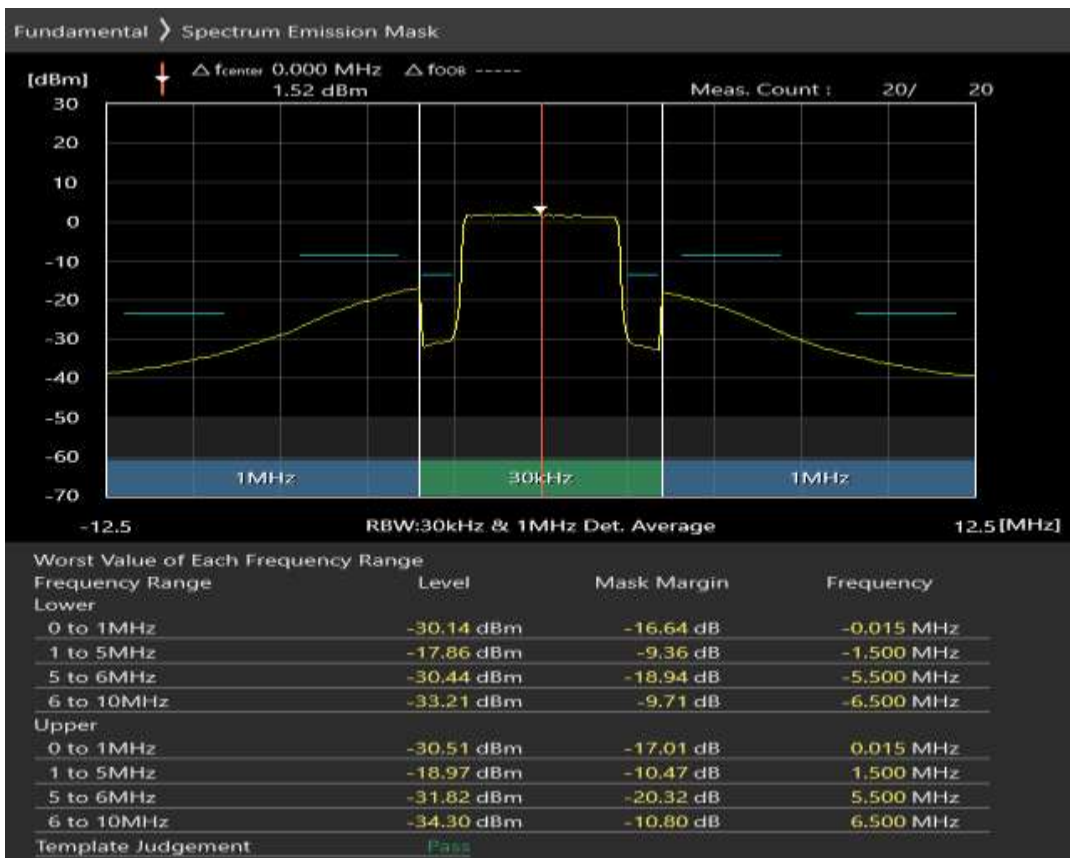 Fundamental ❭ Spectrum Emission Mask
[dBm] △ fcenter 0.000 MHz △ fOOB -----
1.52 dBm Meas. Count : 20/ 20
30
20
10
0
-10
-20
-30
-40
-50
-60
1MHz 30kHz 1MHz
-70
-12.5 RBW:30kHz & 1MHz Det. Average 12.5 [MHz]
Worst Value of Each Frequency Range
Frequency Range Level Mask Margin Frequency
Lower
0 to 1MHz -30.14 dBm -16.64 dB -0.015 MHz
1 to 5MHz -17.86 dBm -9.36 dB -1.500 MHz
5 to 6MHz -30.44 dBm -18.94 dB -5.500 MHz
6 to 10MHz -33.21 dBm -9.71 dB -6.500 MHz
Upper
0 to 1MHz -30.51 dBm -17.01 dB 0.015 MHz
1 to 5MHz -18.97 dBm -10.47 dB 1.500 MHz
5 to 6MHz -31.82 dBm -20.32 dB 5.500 MHz
6 to 10MHz -34.30 dBm -10.80 dB 6.500 MHz
Template Judgement Pass